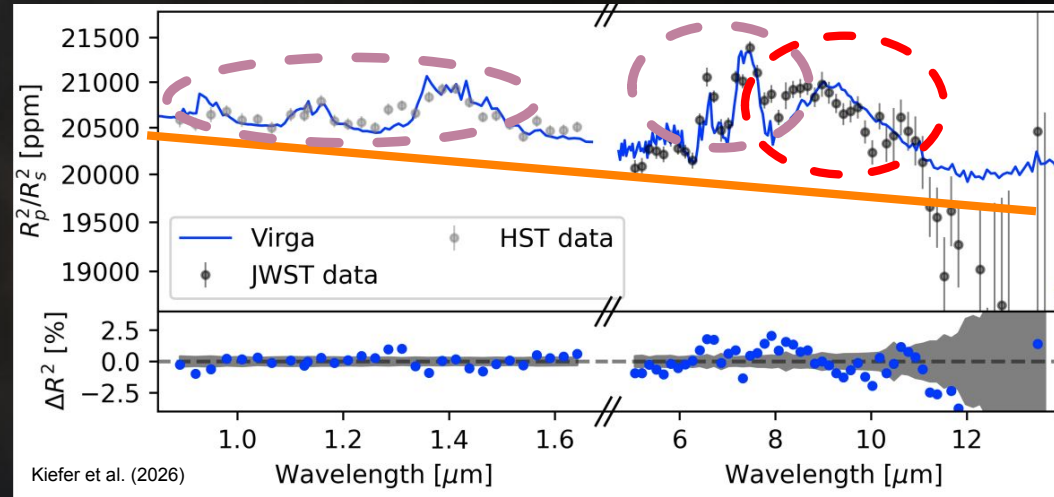 21500
21000
20500
20000
19500
19000
R_p^2/R_s^2 [ppm]
Virga
JWST data
HST data
2.5
0.0
−2.5
ΔR^2 [%]
1.0 1.2 1.4 1.6 6 8 10 12
Wavelength [μm] Wavelength [μm]
Kiefer et al. (2026)